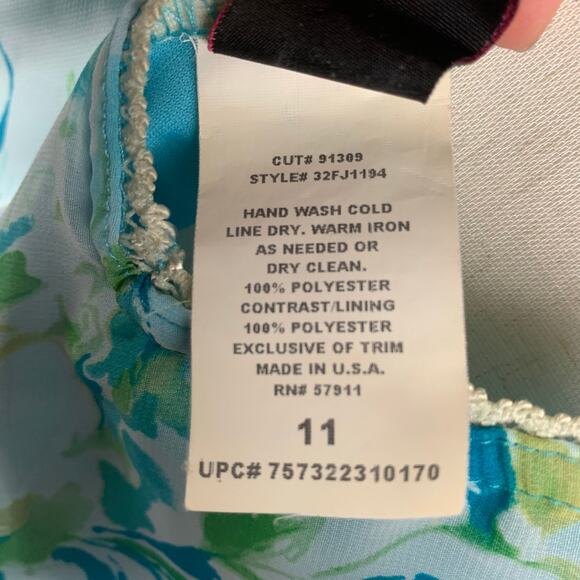 CUT# 91309
STYLE# 32FJ1194
HAND WASH COLD
LINE DRY. WARM IRON
AS NEEDED OR
DRY CLEAN.
100% POLYESTER
CONTRAST/LINING
100% POLYESTER
EXCLUSIVE OF TRIM
MADE IN U.S.A.
RN# 57911
11
UPC# 757322310170